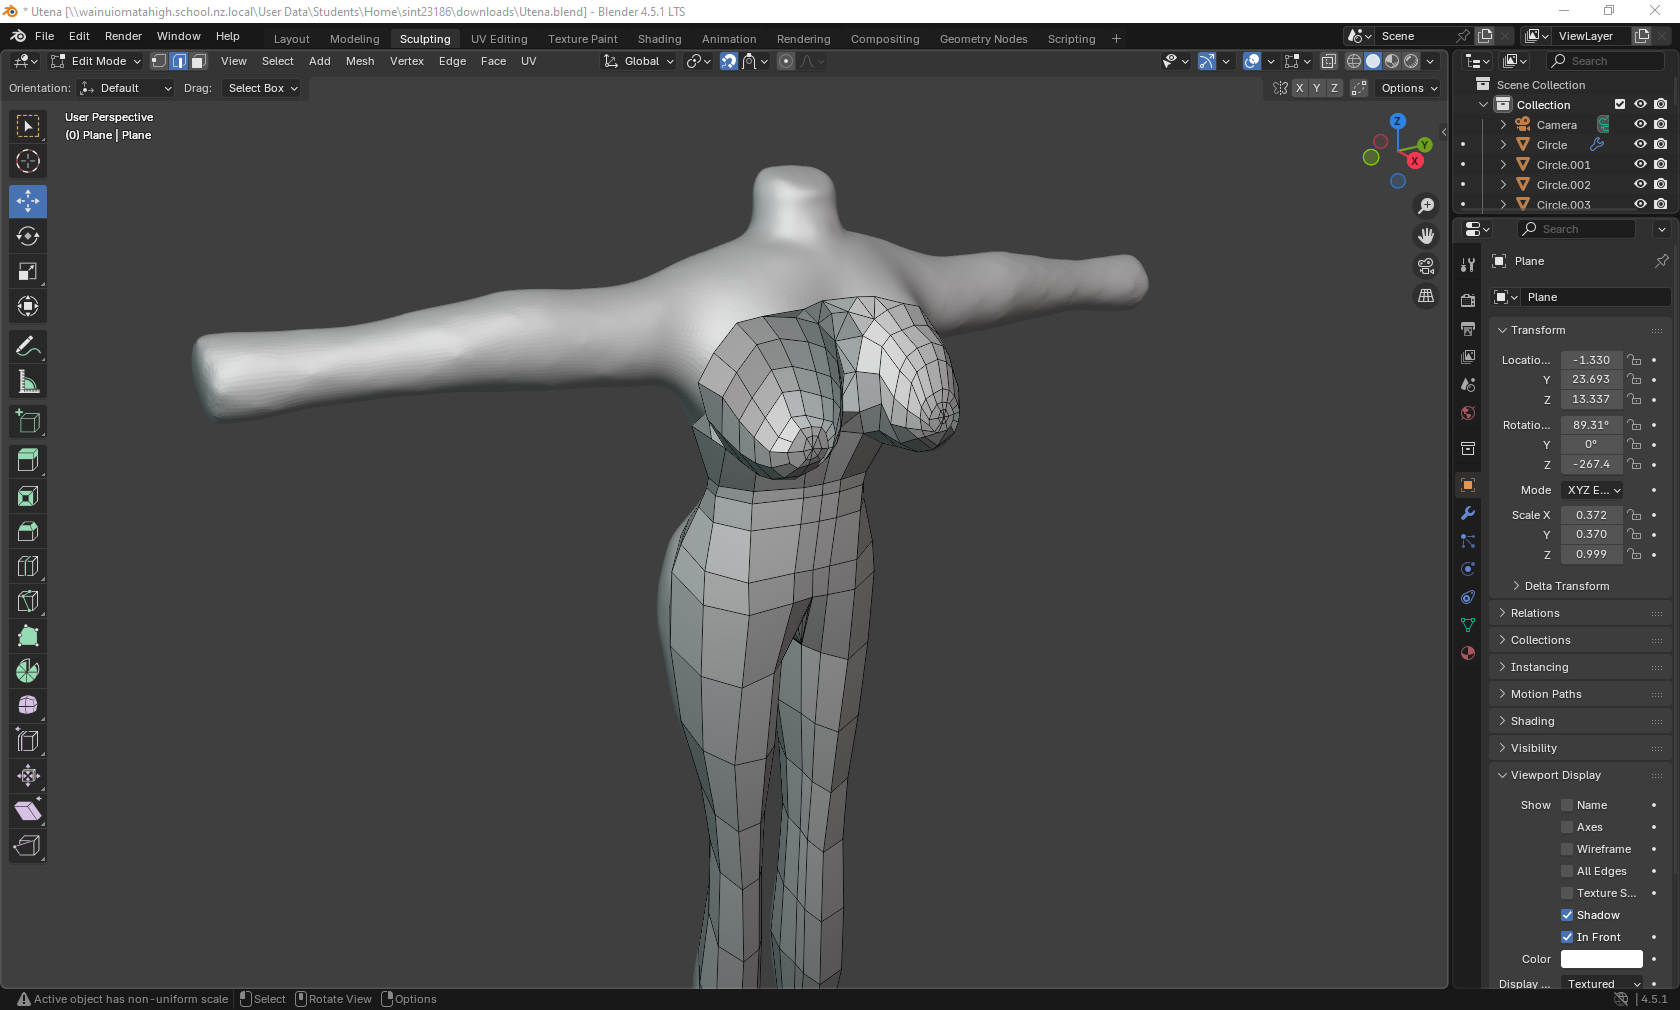 * Utena [\\wainuiomatahigh.school.nz.local\User Data\Students\Home\sint23186\downloads\Utena.blend] - Blender 4.5.1 LTS
File Edit Render Window Help Layout Modeling Sculpting UV Editing Texture Paint Shading Animation Rendering Compositing Geometry Nodes Scripting + Scene ViewLayer
Edit Mode View Select Add Mesh Vertex Edge Face UV Global Search
Orientation: Default Drag: Select Box X Y Z Options
User Perspective
(0) Plane | Plane
Z
Y
X
Scene Collection
Collection
Camera
Circle
Circle.001
Circle.002
Circle.003
Search
Plane
Plane
Transform
Locatio... -1.330
Y 23.693
Z 13.337
Rotatio... 89.31°
Y 0°
Z -267.4
Mode XYZ E...
Scale X 0.372
Y 0.370
Z 0.999
Delta Transform
Relations
Collections
Instancing
Motion Paths
Shading
Visibility
Viewport Display
Show Name
Axes
Wireframe
All Edges
Texture S...
Shadow
In Front
Color
Display ... Textured
Active object has non-uniform scale Select Rotate View Options 4.5.1